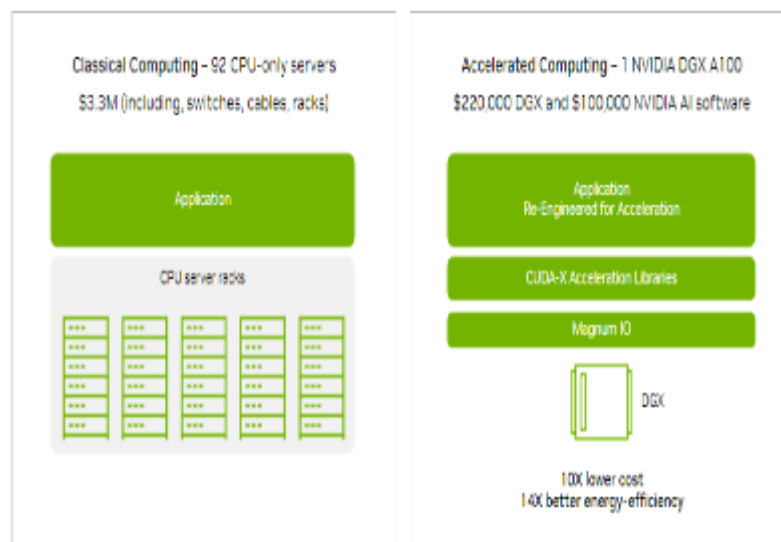 Classical Computing – 92 CPU-only servers
$3.3M (including, switches, cables, racks)
Application
CPU server racks
Accelerated Computing – 1 NVIDIA DGX A100
$220,000 DGX and $100,000 NVIDIA AI software
Application
Re-Engineered for Acceleration
CUDA-X Acceleration Libraries
Magnum IO
DGX
10X lower cost
14X better energy-efficiency